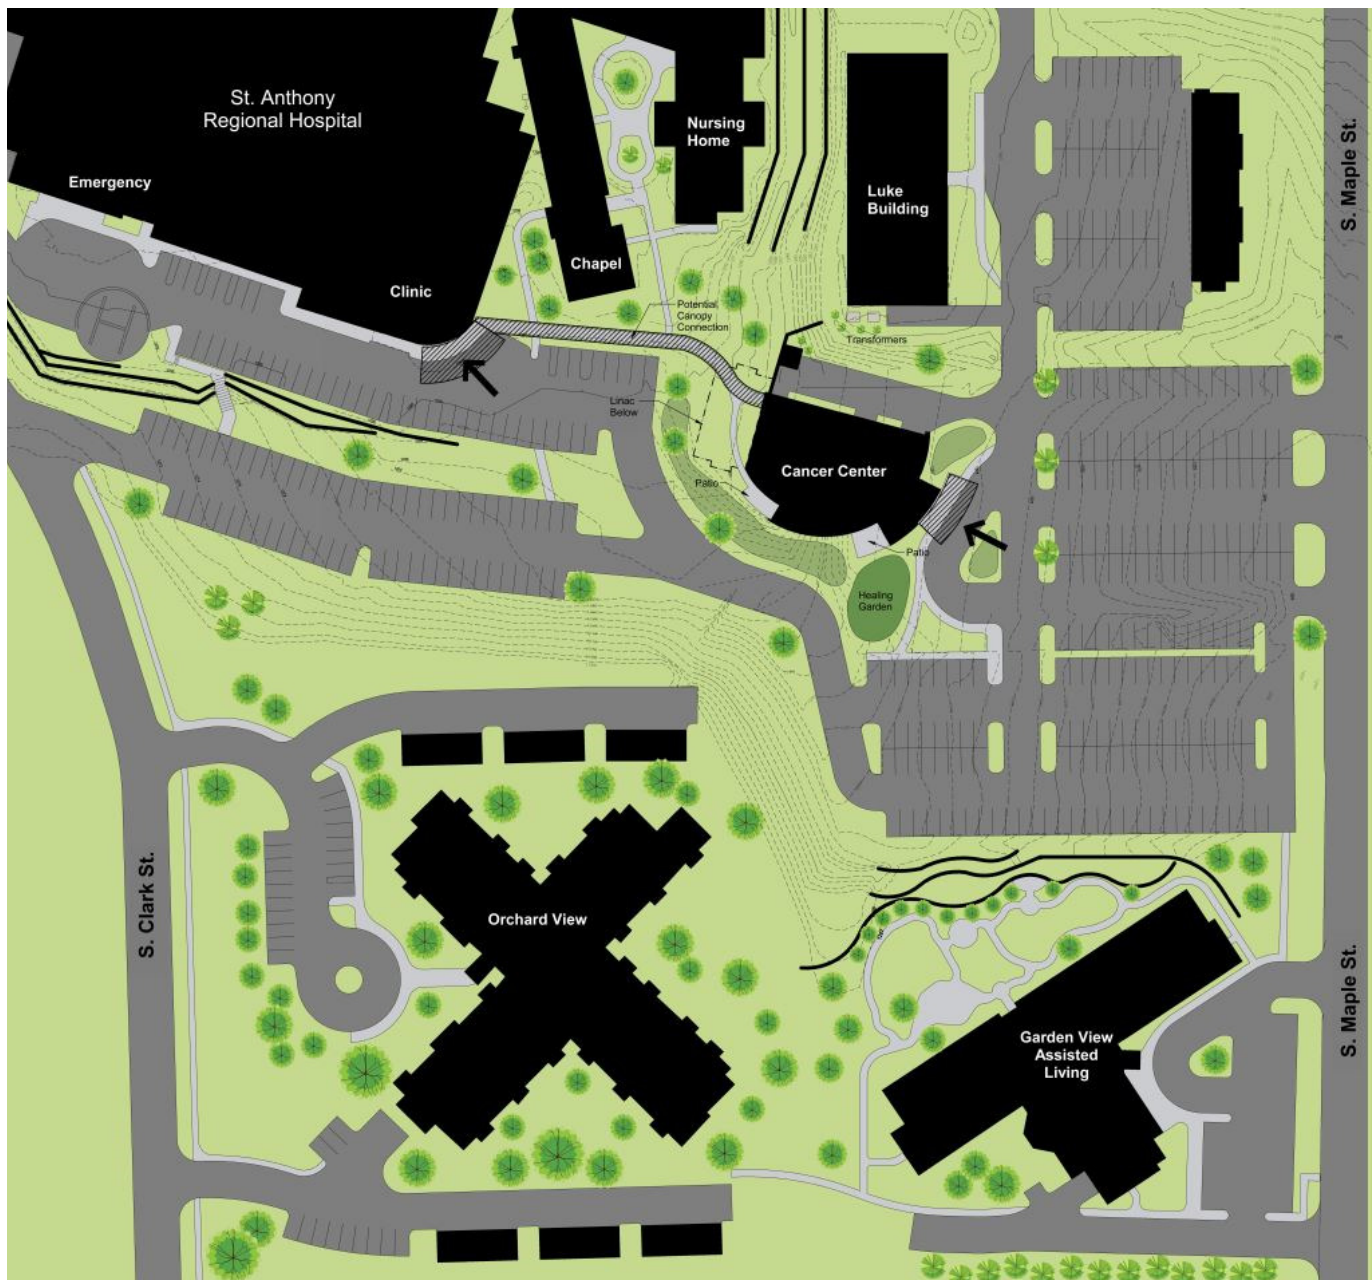 St. Anthony
Regional Hospital
Emergency
Clinic
Chapel
Nursing
Home
Luke
Building
S. Maple St.
Potential
Canopy
Connection
Transformers
H
Linac
Below
Cancer Center
Patio
Patio
Healing
Garden
S. Clark St.
Orchard View
Garden View
Assisted
Living
S. Maple St.